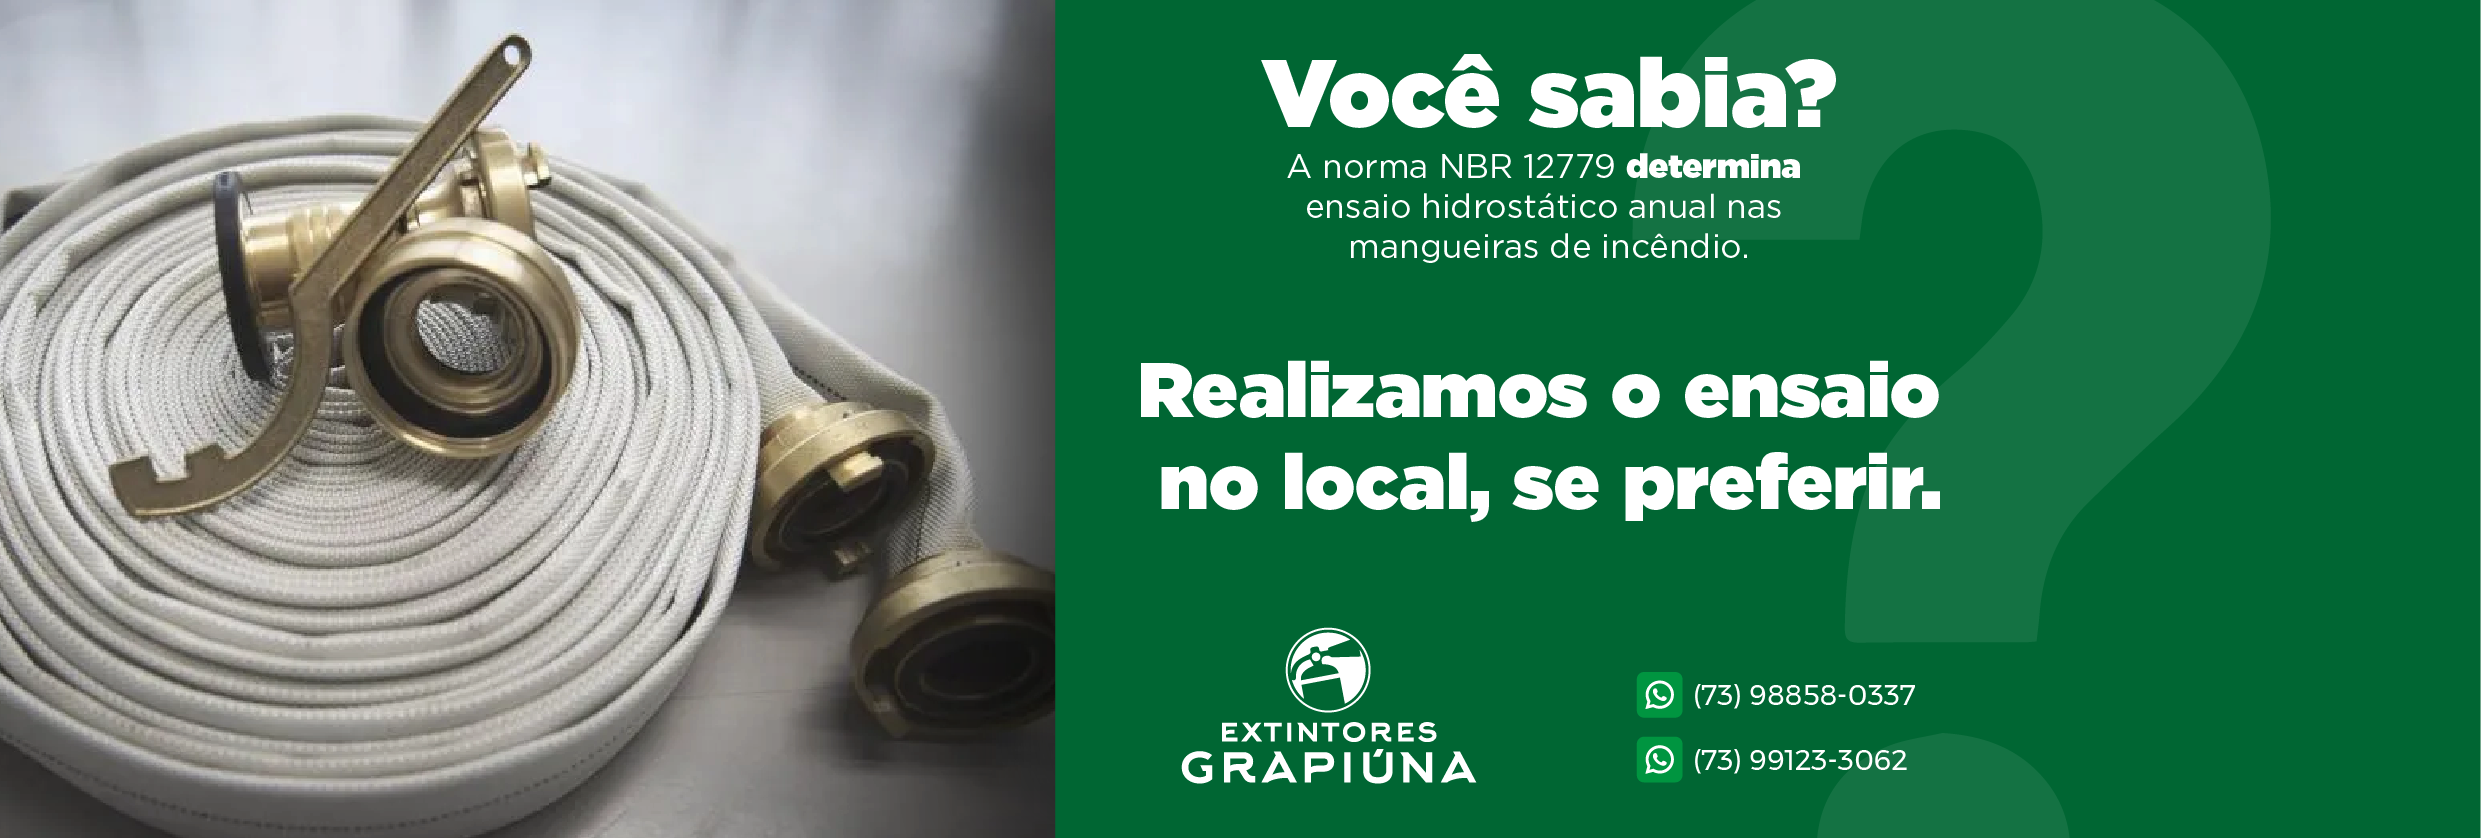 Você sabia?
A norma NBR 12779 determina
ensaio hidrostático anual nas
mangueiras de incêndio.
Realizamos o ensaio
no local, se preferir.
EXTINTORES
GRAPIÚNA
(73) 98858-0337
(73) 99123-3062